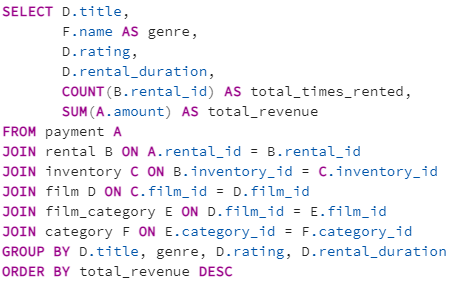 SELECT D.title,
F.name AS genre,
D.rating,
D.rental_duration,
COUNT(B.rental_id) AS total_times_rented,
SUM(A.amount) AS total_revenue
FROM payment A
JOIN rental B ON A.rental_id = B.rental_id
JOIN inventory C ON B.inventory_id = C.inventory_id
JOIN film D ON C.film_id = D.film_id
JOIN film_category E ON D.film_id = E.film_id
JOIN category F ON E.category_id = F.category_id
GROUP BY D.title, genre, D.rating, D.rental_duration
ORDER BY total_revenue DESC